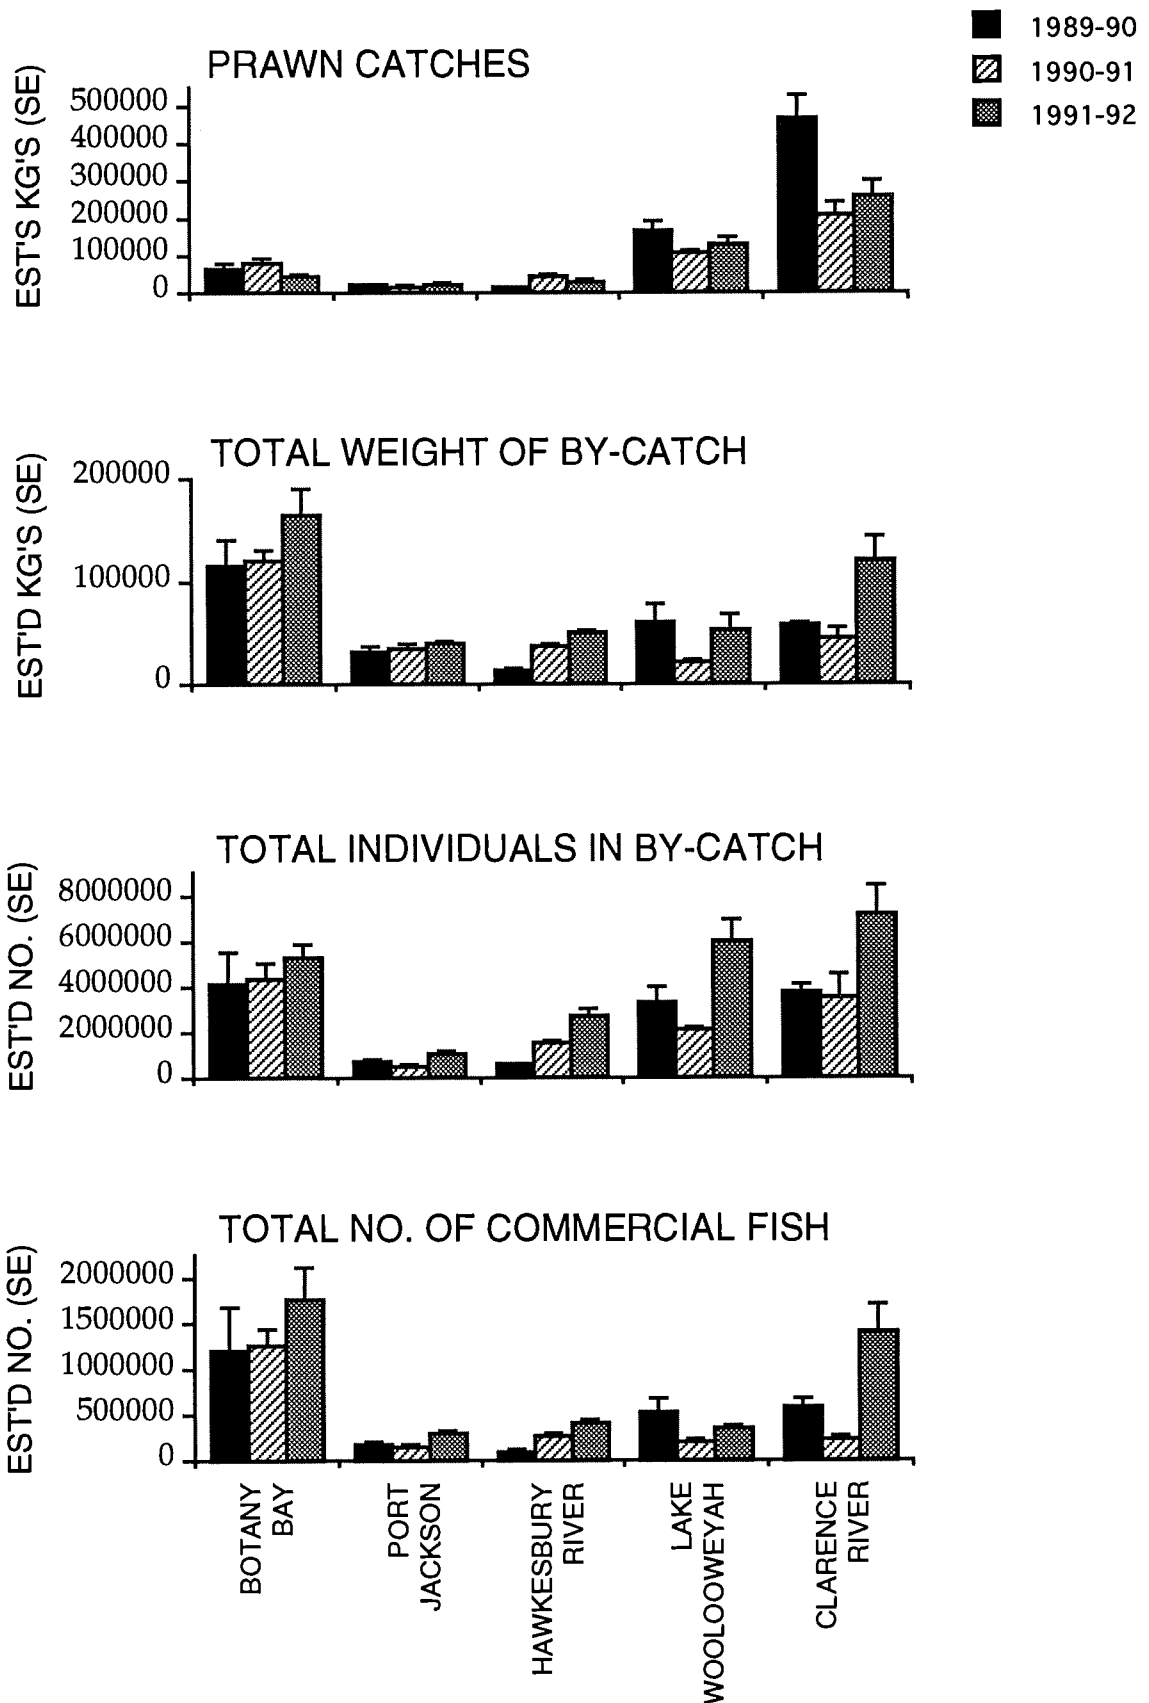 1989-90
1990-91
1991-92
PRAWN CATCHES
EST'S KG'S (SE)
500000
400000
300000
200000
100000
0
TOTAL WEIGHT OF BY-CATCH
EST'D KG'S (SE)
200000
100000
0
TOTAL INDIVIDUALS IN BY-CATCH
EST'D NO. (SE)
8000000
6000000
4000000
2000000
0
TOTAL NO. OF COMMERCIAL FISH
EST'D NO. (SE)
2000000
1500000
1000000
500000
0
BOTANY
BAY
PORT
JACKSON
HAWKESBURY
RIVER
LAKE
WOOLOOWEYAH
CLARENCE
RIVER